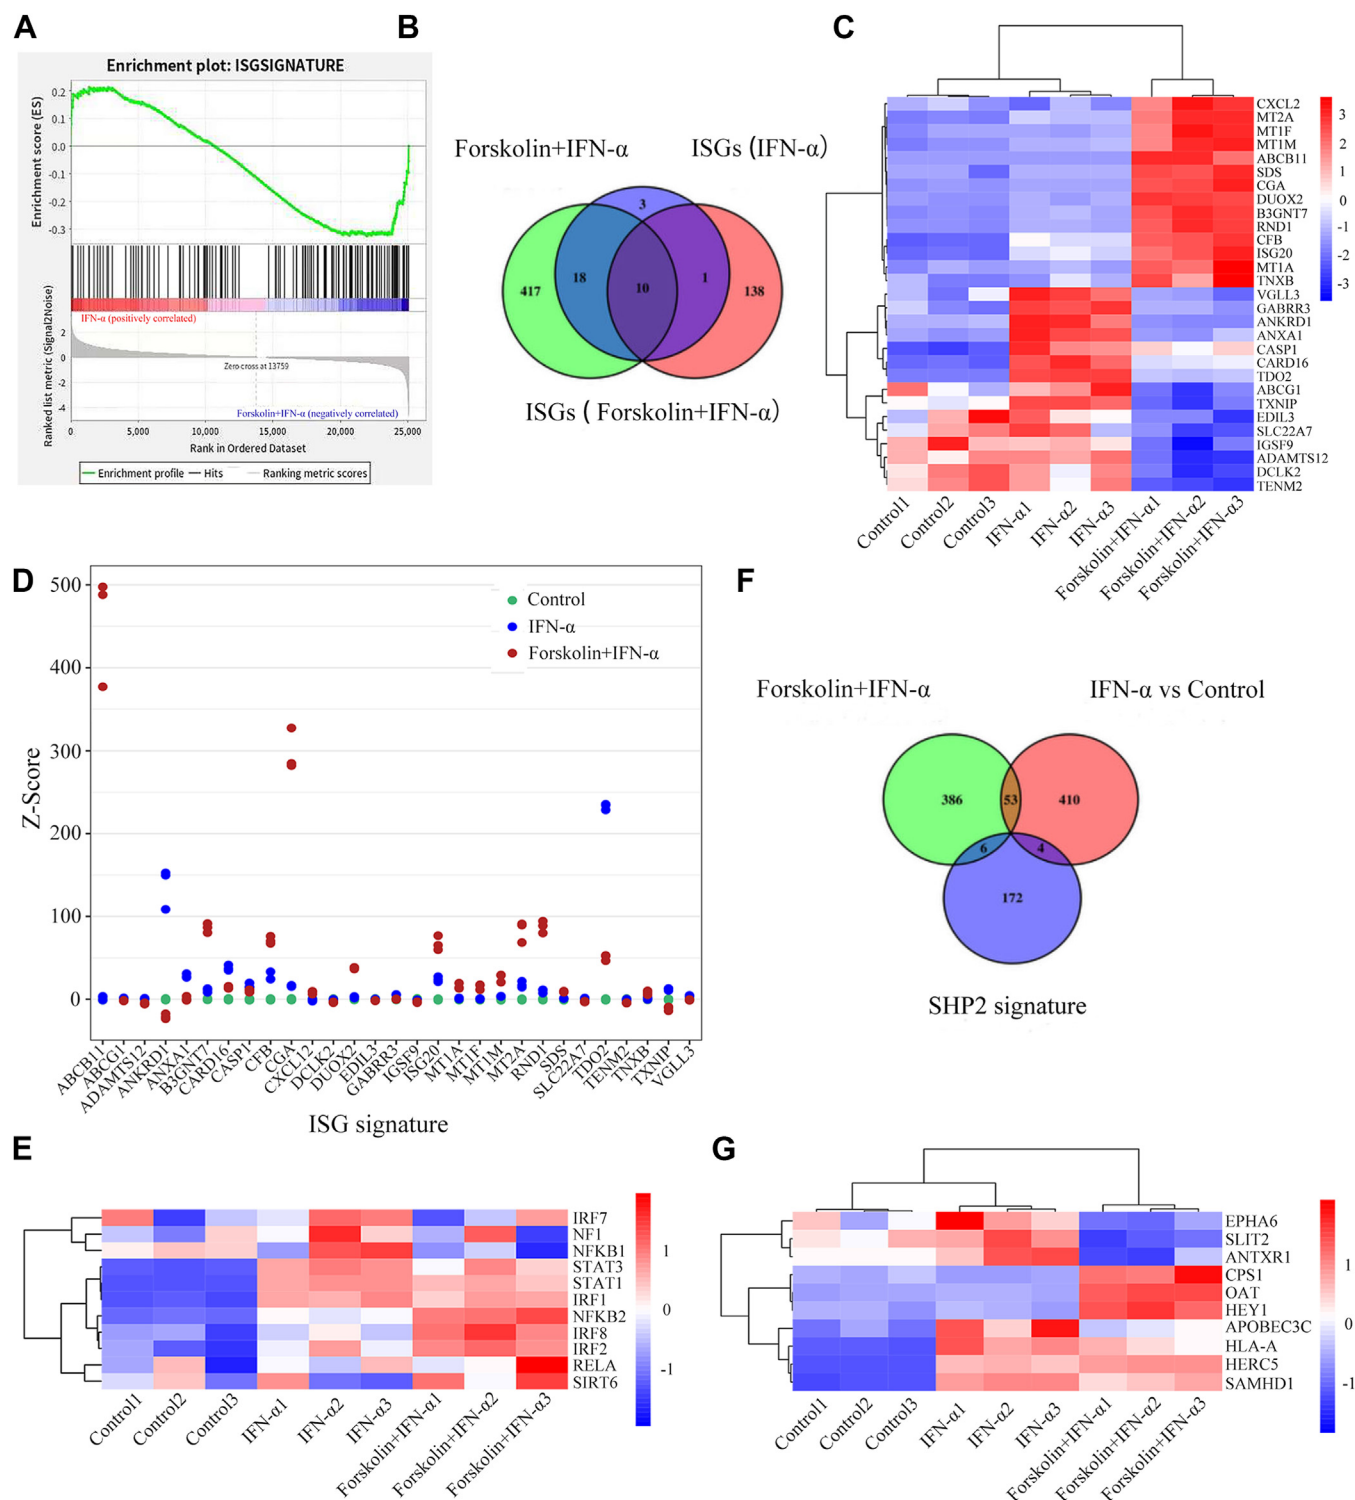 A
B
C
Enrichment plot: ISGSIGNATURE
Enrichment score (ES)
0.2
0.1
0.0
-0.1
-0.2
-0.3
IFN-α (positively correlated)
Ranked list metric (Signal2Noise)
2
0
-2
-4
Zero cross at 13759
Forskolin+IFN-α (negatively correlated)
0
5,000
10,000
15,000
20,000
25,000
Rank in Ordered Dataset
Enrichment profile
Hits
Ranking metric scores
Forskolin+IFN-α
ISGs (IFN-α)
3
417
18
10
1
138
ISGs ( Forskolin+IFN-α)
CXCL2
MT2A
MT1F
MT1M
ABCB11
SDS
CGA
DUOX2
B3GNT7
RND1
CFB
ISG20
MT1A
TNXB
VGLL3
GABRR3
ANKRD1
ANXA1
CASP1
CARD16
TDO2
ABCG1
TXNIP
EDIL3
SLC22A7
IGSF9
ADAMTS12
DCLK2
TENM2
3
2
1
0
-1
-2
-3
Control1
Control2
Control3
IFN-α1
IFN-α2
IFN-α3
Forskolin+IFN-α1
Forskolin+IFN-α2
Forskolin+IFN-α3
D
Z-Score
500
400
300
200
100
0
Control
IFN-α
Forskolin+IFN-α
ABCB11
ABCG1
ADAMTS12
ANKRD1
ANXA1
B3GNT7
CARD16
CASP1
CFB
CGA
CXCL12
DCLK2
DUOX2
EDIL3
GABRR3
IGSF9
ISG20
MT1A
MT1F
MT1M
MT2A
RND1
SDS
SLC22A7
TDO2
TENM2
TNXB
TXNIP
VGLL3
ISG signature
F
Forskolin+IFN-α
IFN-α vs Control
386
53
410
6
4
172
SHP2 signature
E
IRF7
NF1
NFKB1
STAT3
STAT1
IRF1
NFKB2
IRF8
IRF2
RELA
SIRT6
1
0
-1
Control1
Control2
Control3
IFN-α1
IFN-α2
IFN-α3
Forskolin+IFN-α1
Forskolin+IFN-α2
Forskolin+IFN-α3
G
EPHA6
SLIT2
ANTXR1
CPS1
OAT
HEY1
APOBEC3C
HLA-A
HERC5
SAMHD1
1
0
-1
Control1
Control2
Control3
IFN-α1
IFN-α2
IFN-α3
Forskolin+IFN-α1
Forskolin+IFN-α2
Forskolin+IFN-α3